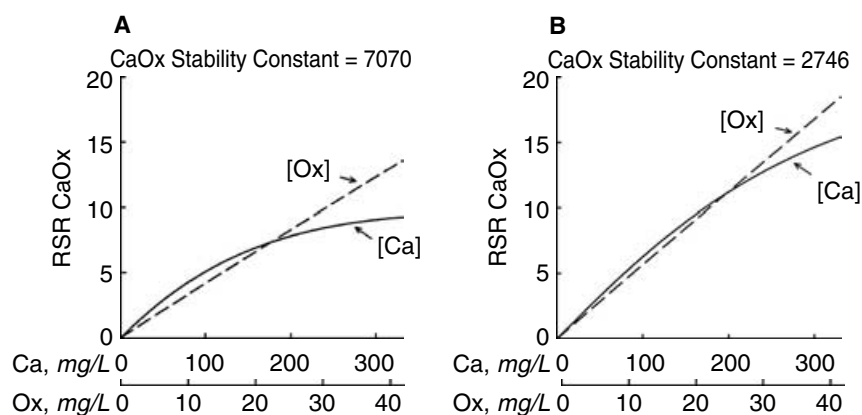 A
CaOx Stability Constant = 7070
20
15
10
5
0
RSR CaOx
[Ox]
[Ca]
Ca, mg/L 0 100 200 300
Ox, mg/L 0 10 20 30 40
B
CaOx Stability Constant = 2746
20
15
10
5
0
RSR CaOx
[Ox]
[Ca]
Ca, mg/L 0 100 200 300
Ox, mg/L 0 10 20 30 40